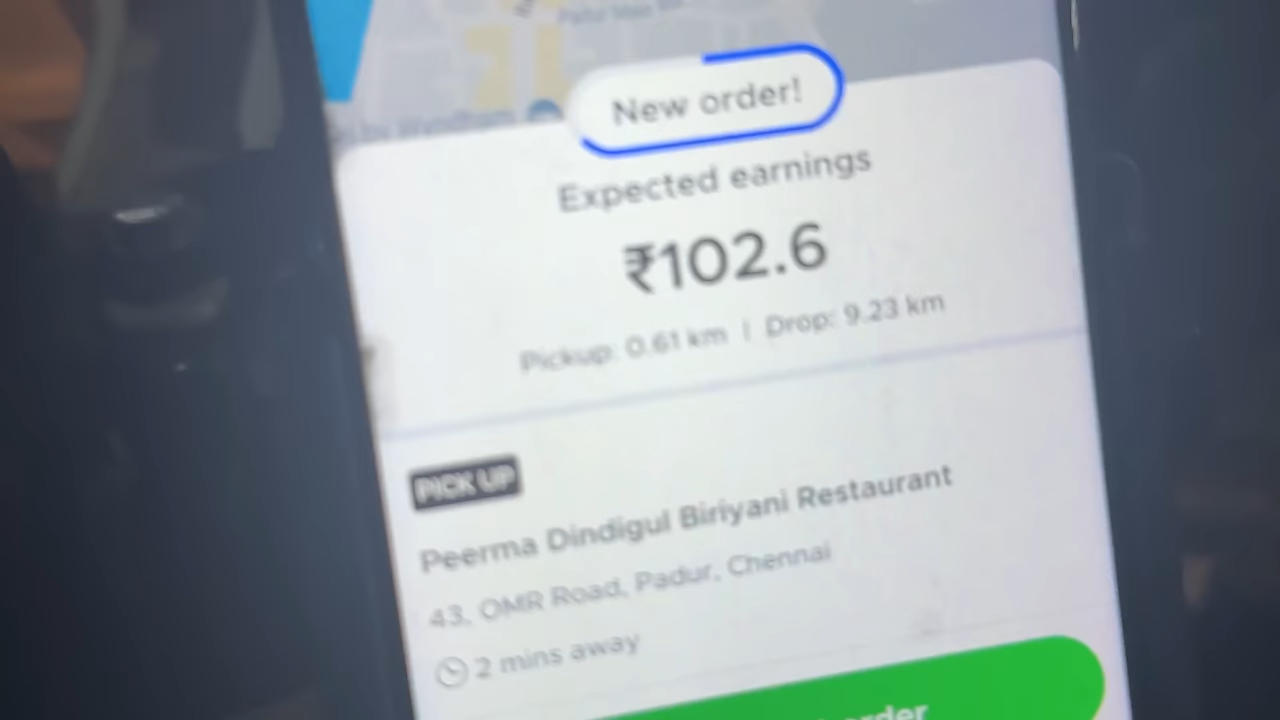 New order!
Expected earnings
₹102.6
Pickup: 0.61 km | Drop: 9.23 km
PICK UP
Peerma Dindigul Biriyani Restaurant
43, OMR Road, Padur, Chennai
2 mins away
order